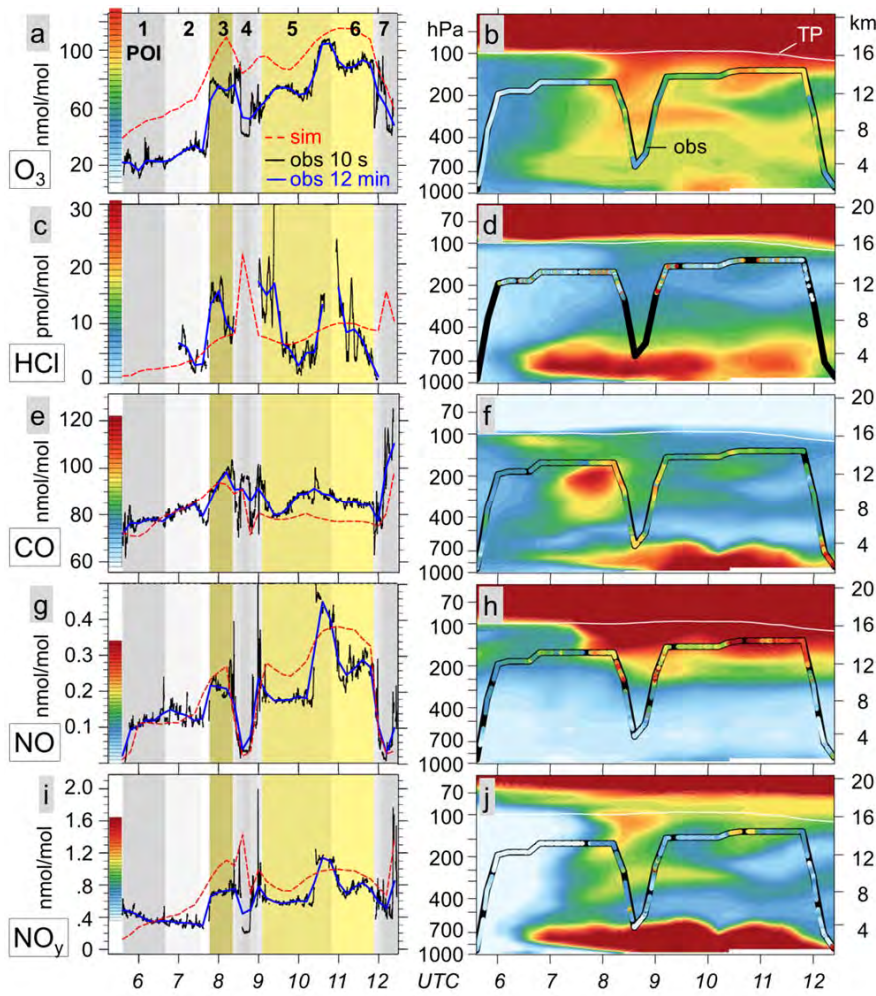 a
1
2
3
4
5
6
7
POI
100
60
20
nmol/mol
O3
sim
obs 10 s
obs 12 min
b
hPa
km
TP
obs
100
200
400
700
1000
16
12
8
4
c
30
20
10
0
pmol/mol
HCl
d
70
100
200
400
700
1000
20
16
12
8
4
e
120
100
80
60
nmol/mol
CO
f
70
100
200
400
700
1000
20
16
12
8
4
g
0.4
0.3
0.2
0.1
nmol/mol
NO
h
70
100
200
400
700
1000
20
16
12
8
4
i
2.0
1.6
1.2
.8
.4
0
nmol/mol
NOy
j
70
100
200
400
700
1000
20
16
12
8
4
6 7 8 9 10 11 12 UTC 6 7 8 9 10 11 12